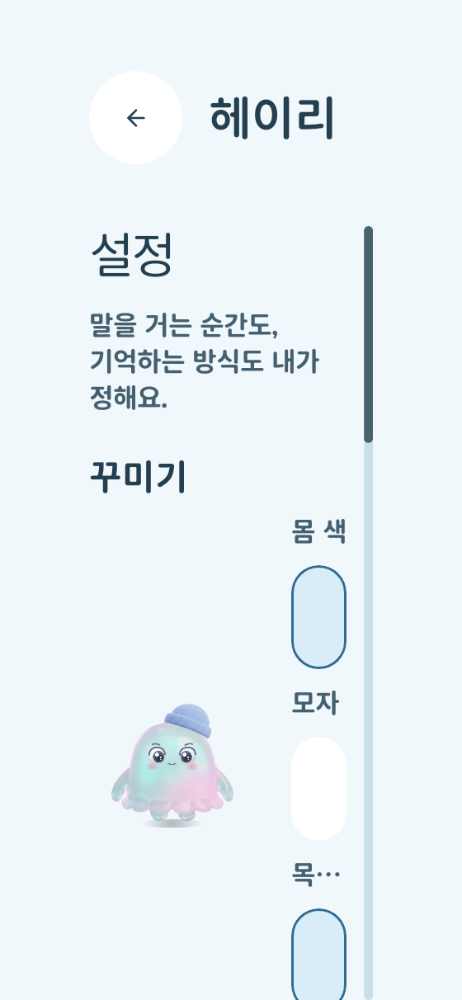 헤이리
설정
말을 거는 순간도,
기억하는 방식도 내가
정해요.
꾸미기
몸 색
모자
목…